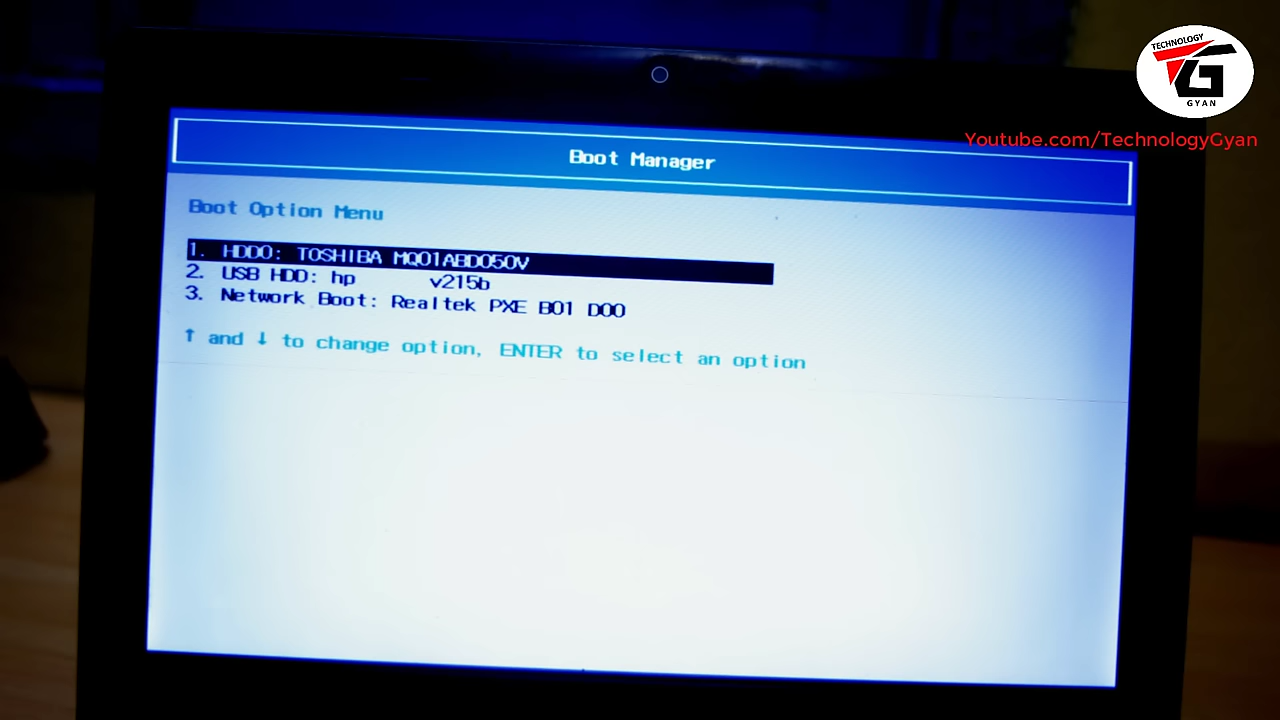 TECHNOLOGY
TG
GYAN
Youtube.com/TechnologyGyan
Boot Manager
Boot Option Menu
1. HDD0: TOSHIBA MQ01ABD050V
2. USB HDD: hp v215b
3. Network Boot: Realtek PXE B01 D00
↑ and ↓ to change option, ENTER to select an option